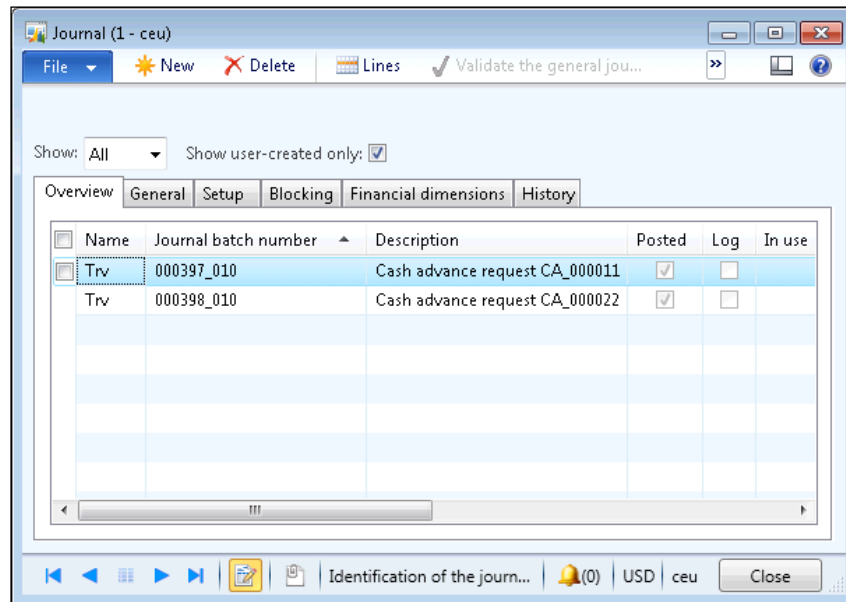 Journal (1 - ceu)
File New Delete Lines Validate the general jou... »
Show: All Show user-created only:
Overview General Setup Blocking Financial dimensions History
Name Journal batch number Description Posted Log In use
Trv 000397_010 Cash advance request CA_000011
Trv 000398_010 Cash advance request CA_000022
Identification of the journ... (0) USD ceu Close